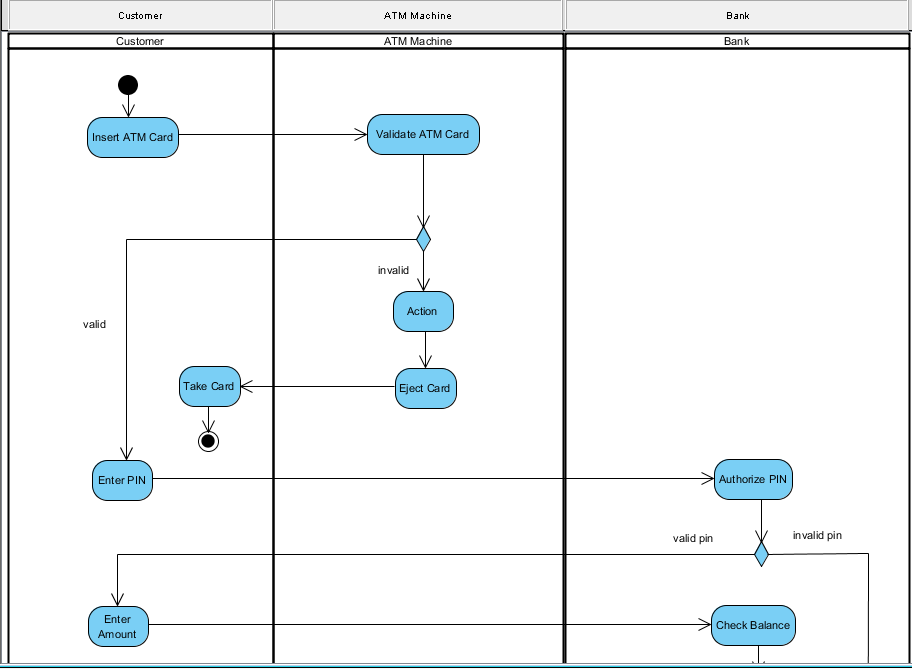 Customer
ATM Machine
Bank
Customer
ATM Machine
Bank
Insert ATM Card
Validate ATM Card
invalid
Action
valid
Take Card
Eject Card
Enter PIN
Authorize PIN
valid pin
invalid pin
Enter
Amount
Check Balance